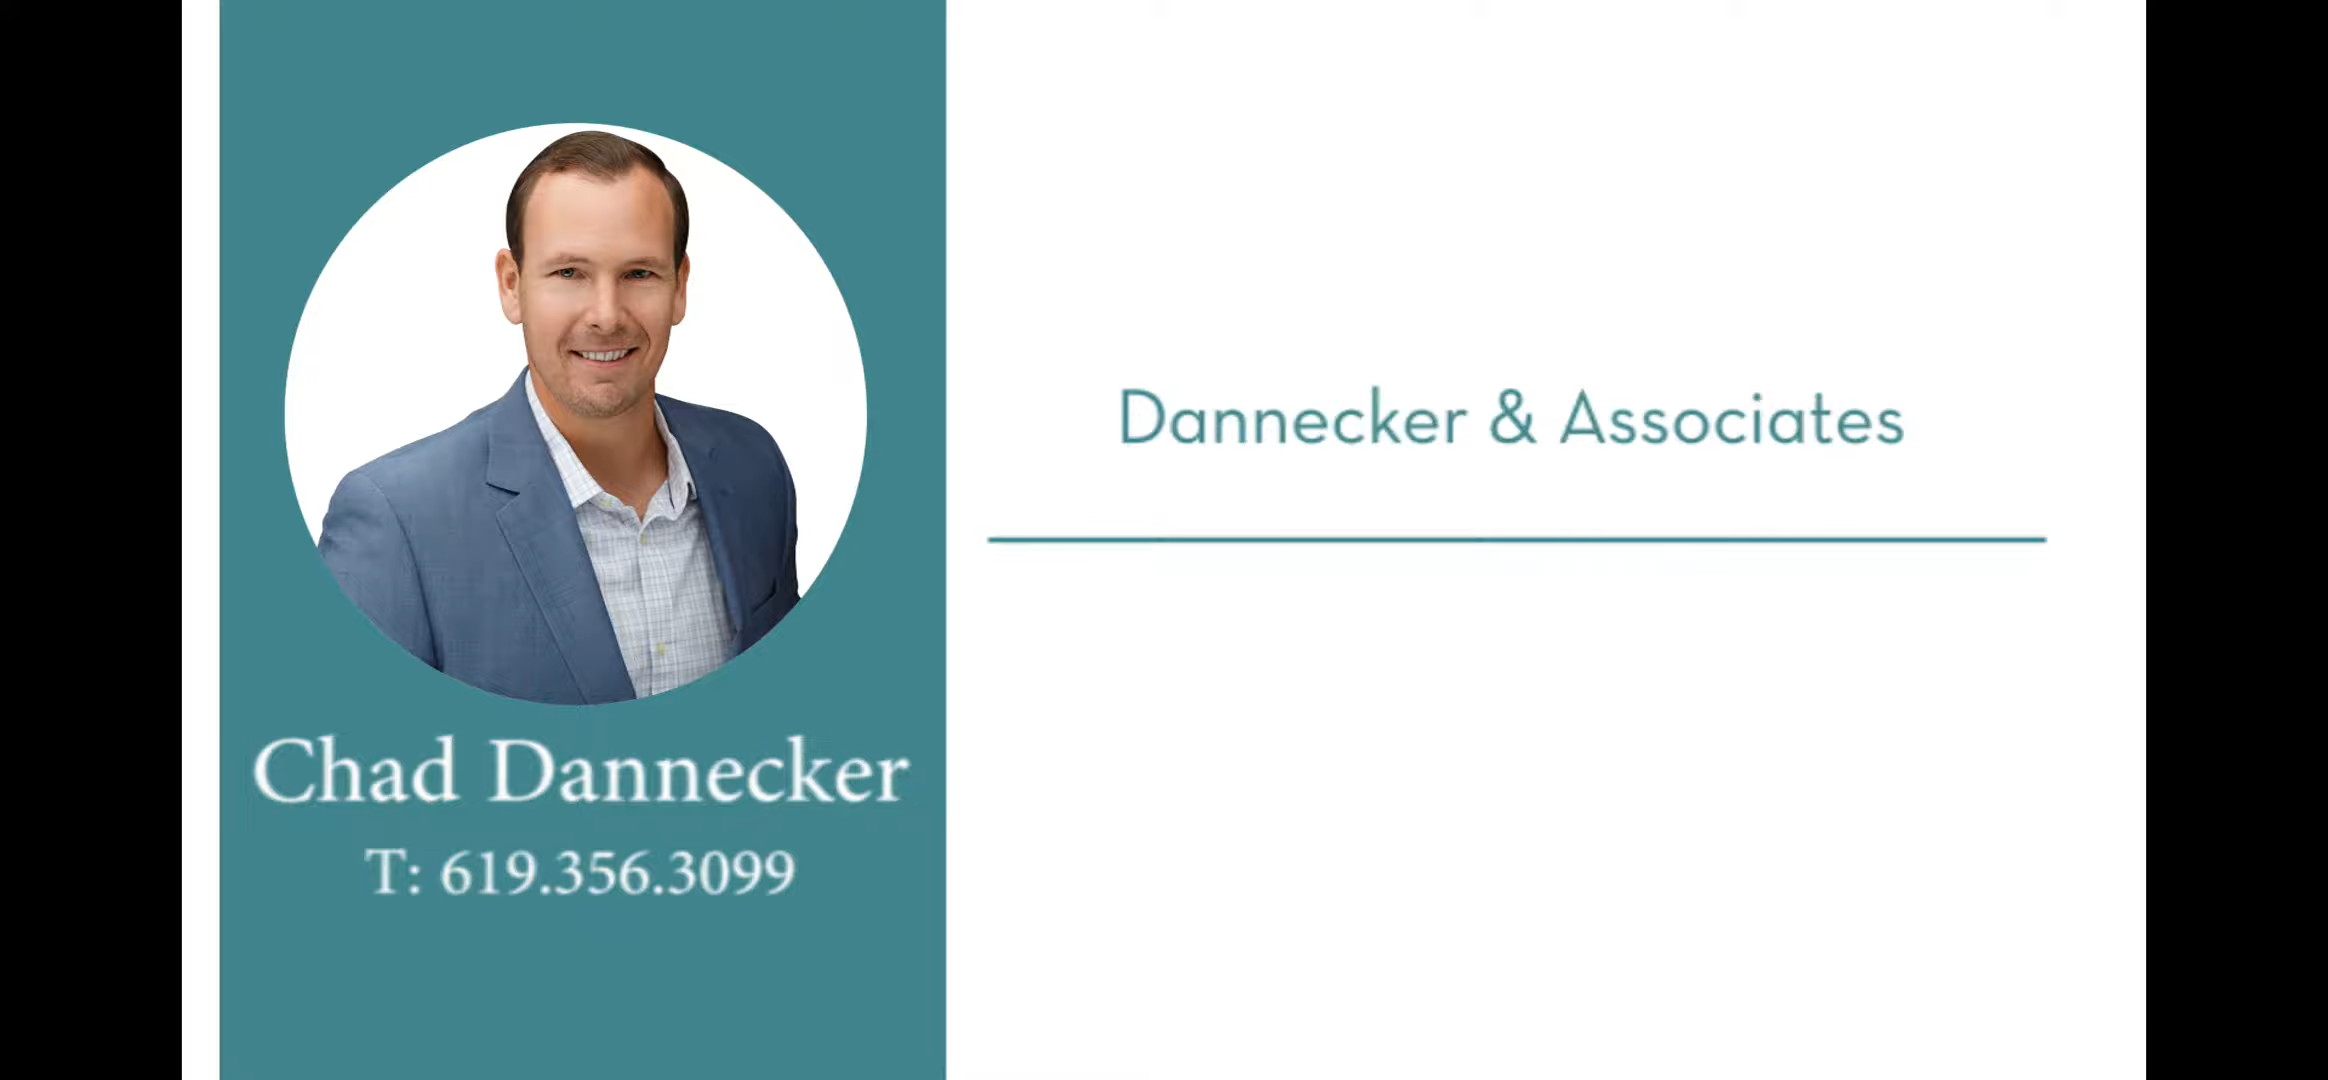 Chad Dannecker
T: 619.356.3099
Dannecker & Associates